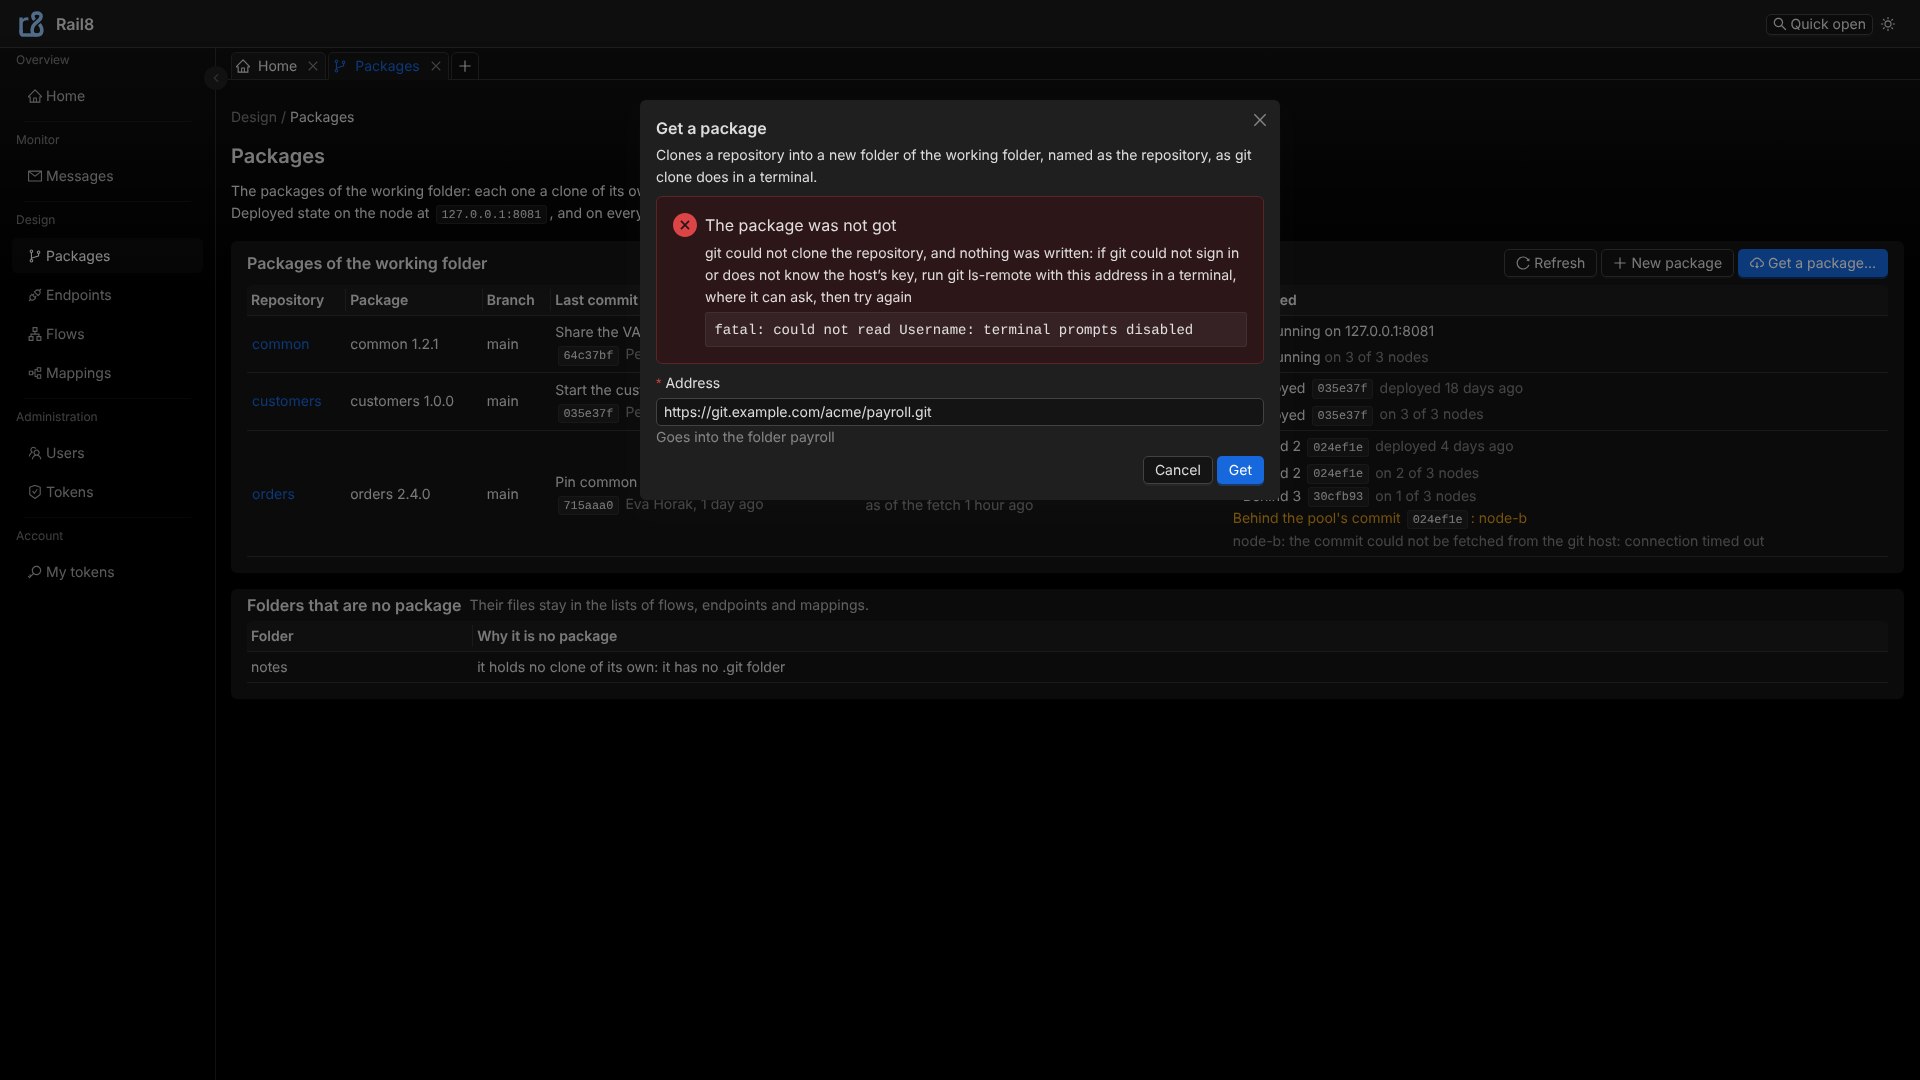 r8 Rail8
Quick open
Overview
Home
Monitor
Messages
Design
Packages
Endpoints
Flows
Mappings
Administration
Users
Tokens
Account
My tokens
Home
Packages
Design / Packages
Packages
The packages of the working folder: each one a clone of its
Deployed state on the node at 127.0.0.1:8081, and on every
Packages of the working folder
Refresh
New package
Get a package...
Repository Package Branch Last commit
common common 1.2.1 main Share the
64c37bf
running on 127.0.0.1:8081
running on 3 of 3 nodes
customers customers 1.0.0 main Start the
035e37f
035e37f deployed 18 days ago
035e37f on 3 of 3 nodes
orders orders 2.4.0 main Pin common
715aaa0 Eva Horak, 1 day ago
as of the fetch 1 hour ago
2 024ef1e deployed 4 days ago
2 024ef1e on 2 of 3 nodes
Behind 3 30cfb93 on 1 of 3 nodes
Behind the pool's commit 024ef1e : node-b
node-b: the commit could not be fetched from the git host: connection timed out
Folders that are no package Their files stay in the lists of flows, endpoints and mappings.
Folder Why it is no package
notes it holds no clone of its own: it has no .git folder
Get a package
Clones a repository into a new folder of the working folder, named as the repository, as git
clone does in a terminal.
The package was not got
git could not clone the repository, and nothing was written: if git could not sign in
or does not know the host’s key, run git ls-remote with this address in a terminal,
where it can ask, then try again
fatal: could not read Username: terminal prompts disabled
* Address
https://git.example.com/acme/payroll.git
Goes into the folder payroll
Cancel
Get